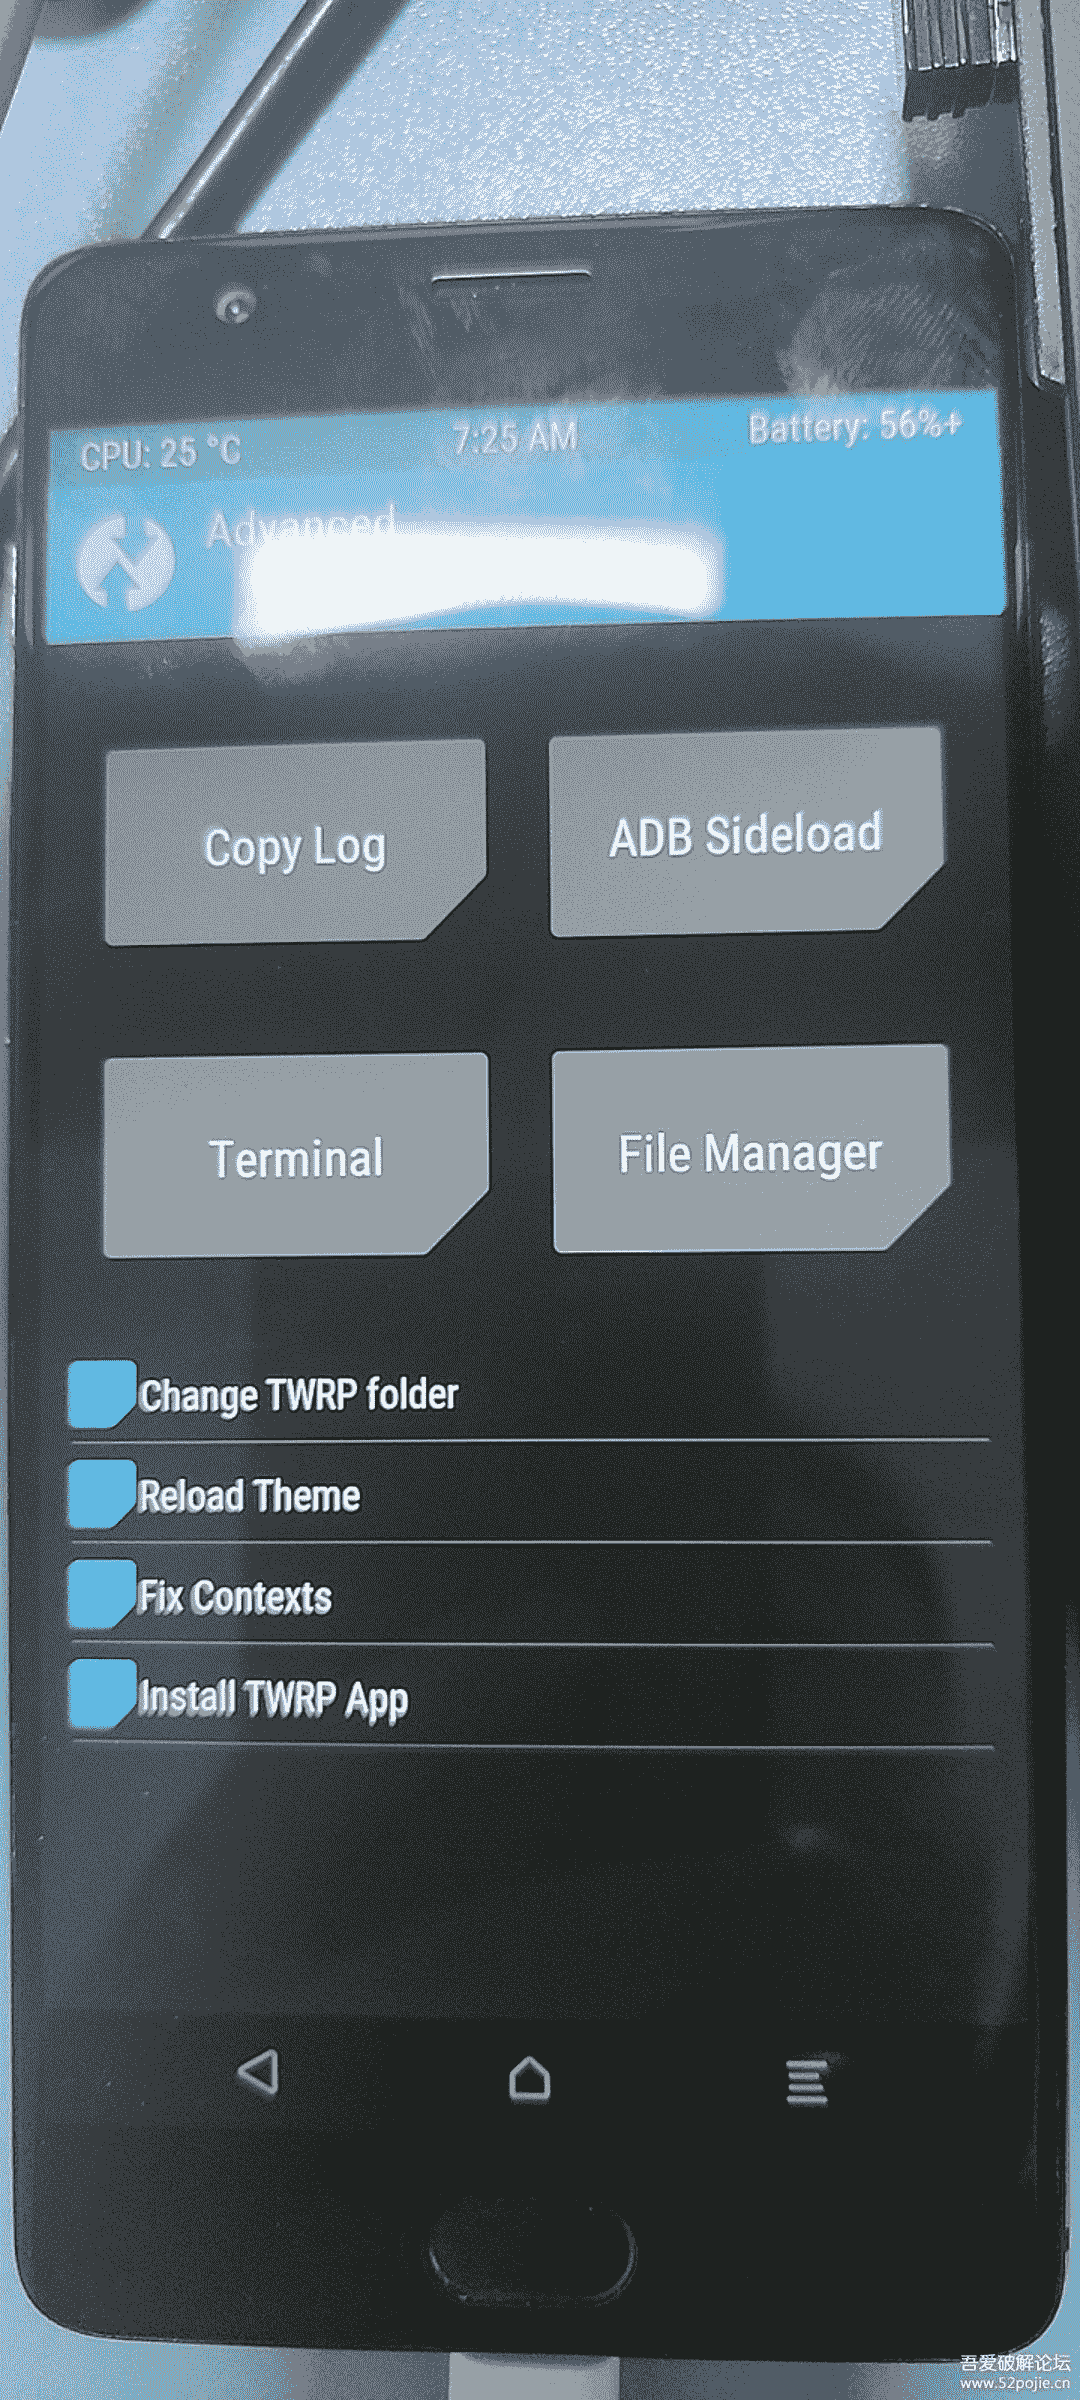 CPU: 25 °C
7:25 AM
Battery: 56%+
Advanced
Copy Log
ADB Sideload
Terminal
File Manager
Change TWRP folder
Reload Theme
Fix Contexts
Install TWRP App
吾爱破解论坛
www.52pojie.cn